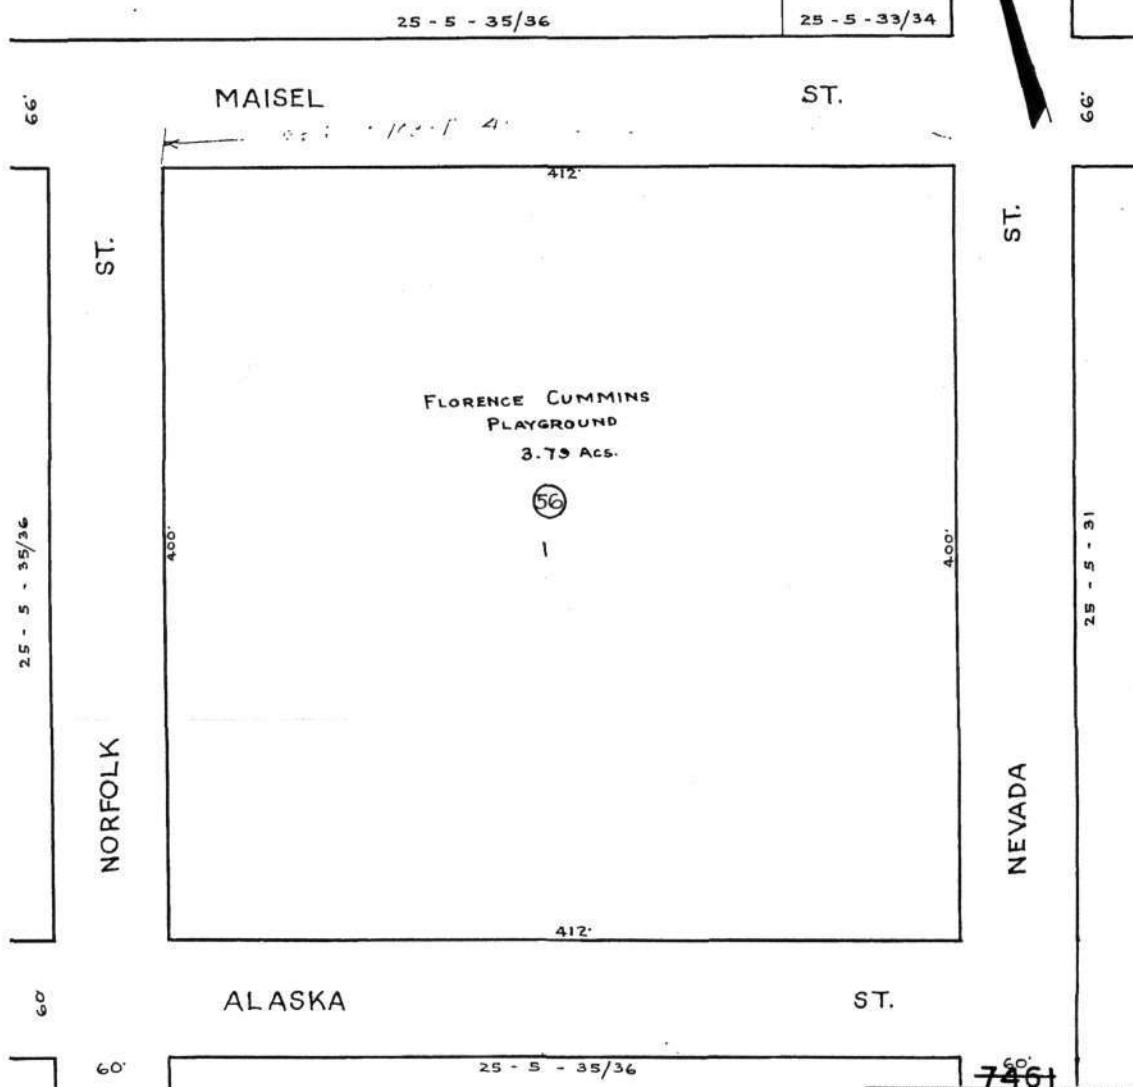 25 - 5 - 35/36
25 - 5 - 33/34
66'
MAISEL ST.
66'
412'
ST.
ST.
FLORENCE CUMMINS
PLAYGROUND
3.79 ACS.
56
1
400'
400'
25 - 5 - 35/36
25 - 5 - 31
NORFOLK
NEVADA
412'
60'
ALASKA ST.
60'
25 - 5 - 35/36
60'
7461